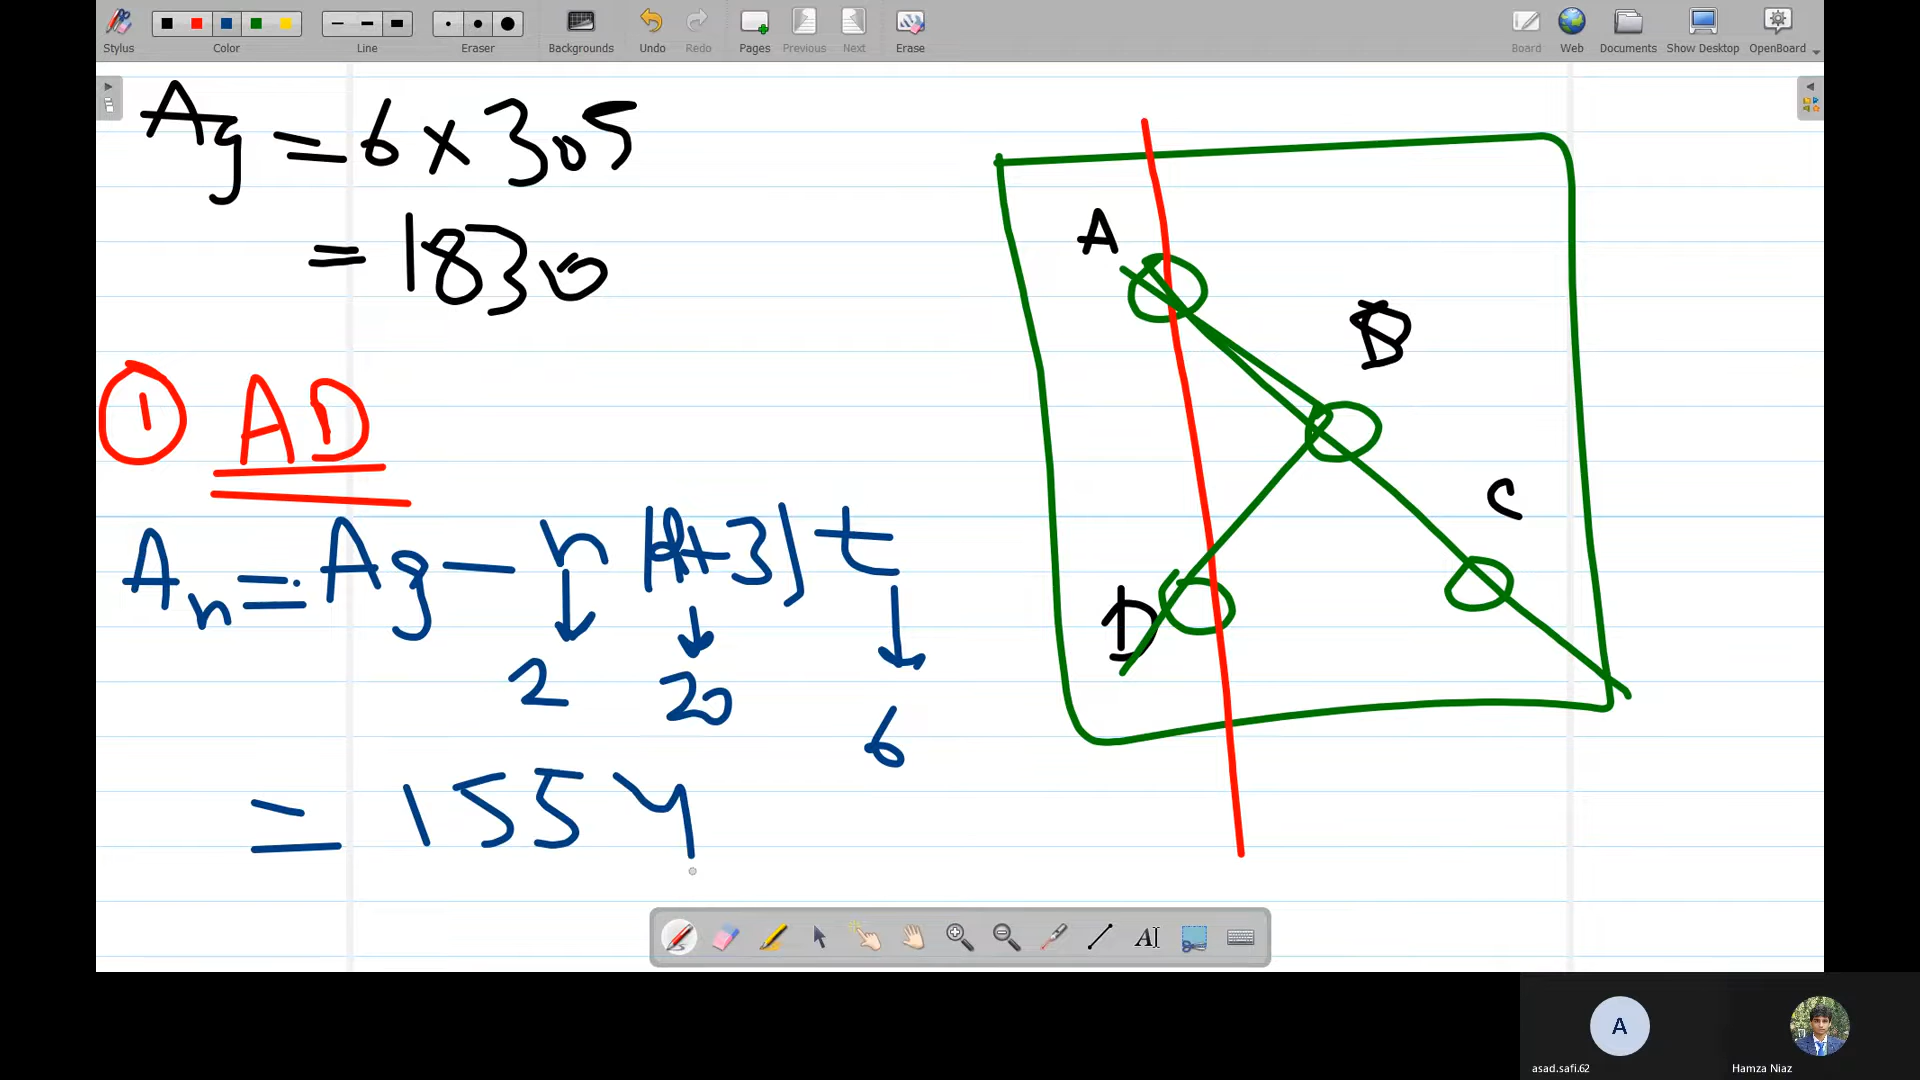 Stylus Color Line Eraser Backgrounds Undo Redo Pages Previous Next Erase Board Web Documents Show Desktop OpenBoard
Ag = 6 x 305
= 1830
1 AD
An = Ag - n (d+3) t
2 20 6
= 1554
A
B
C
D
A
asad.safi.62 Hamza Niaz